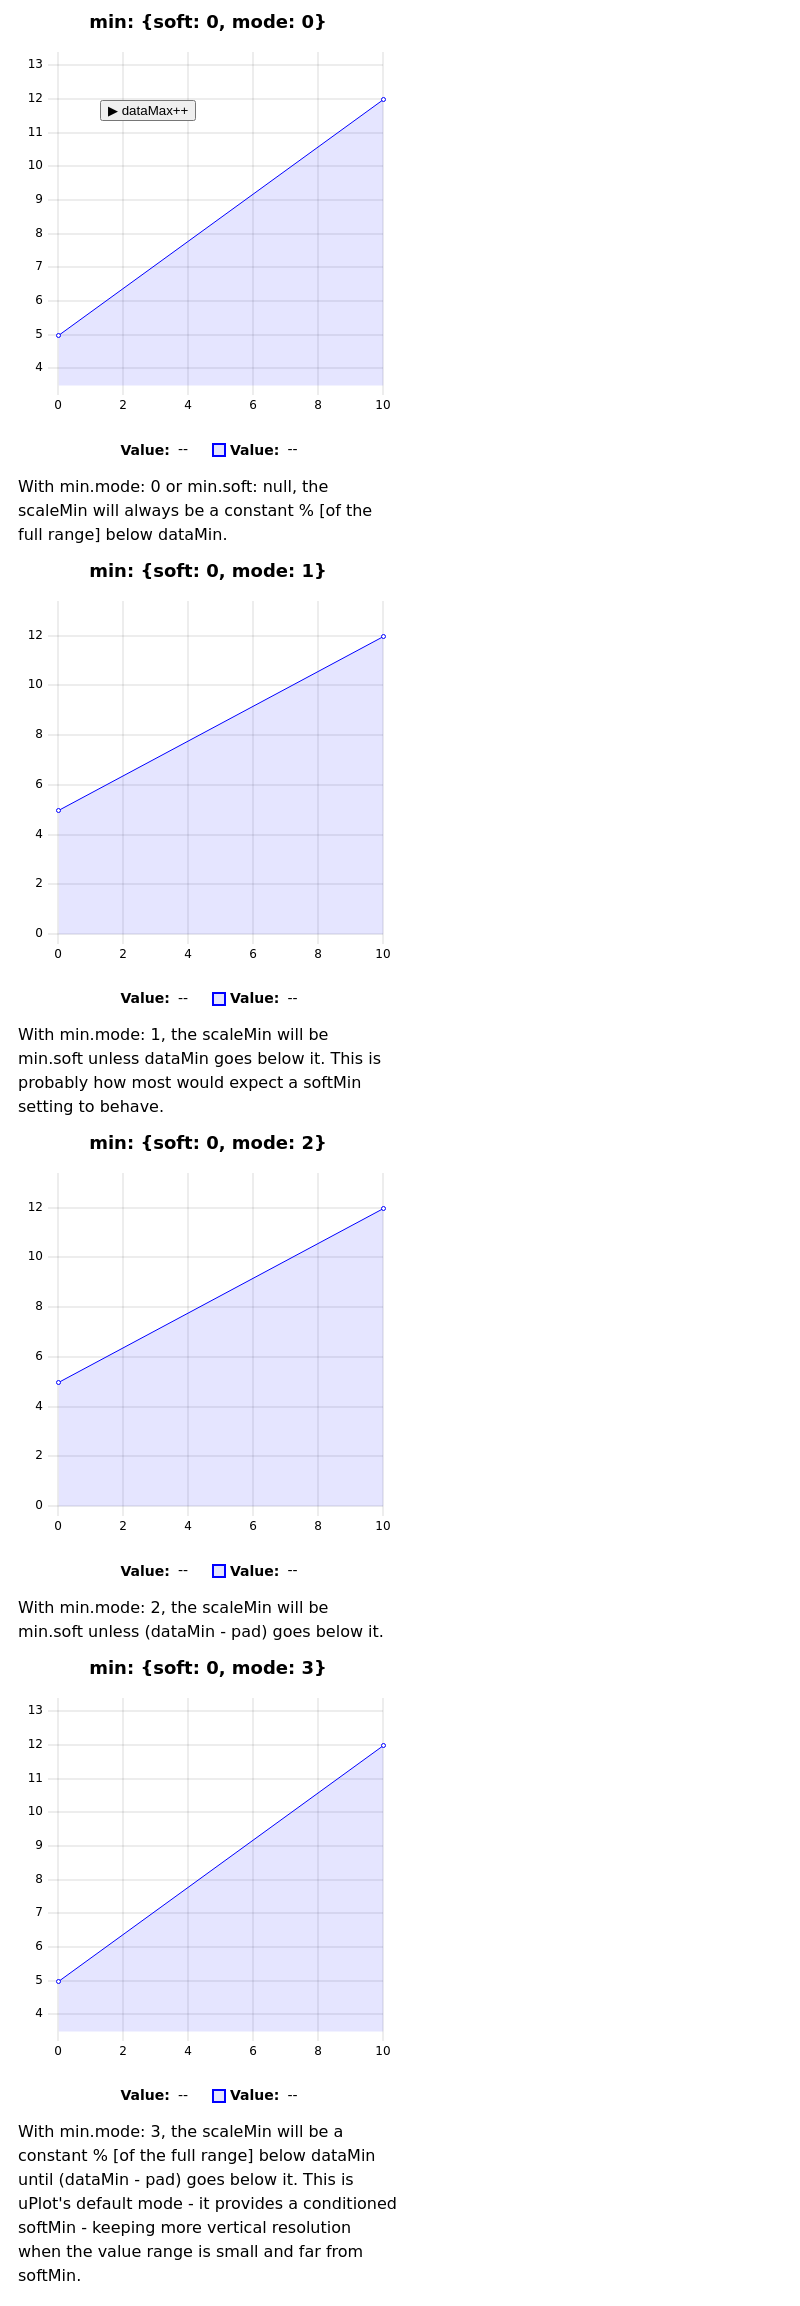 min: {soft: 0, mode: 0}
13
12
▶ dataMax++
11
10
9
8
7
6
5
4
0 2 4 6 8 10
Value: -- Value: --
With min.mode: 0 or min.soft: null, the
scaleMin will always be a constant % [of the
full range] below dataMin.
min: {soft: 0, mode: 1}
12
10
8
6
4
2
0
0 2 4 6 8 10
Value: -- Value: --
With min.mode: 1, the scaleMin will be
min.soft unless dataMin goes below it. This is
probably how most would expect a softMin
setting to behave.
min: {soft: 0, mode: 2}
12
10
8
6
4
2
0
0 2 4 6 8 10
Value: -- Value: --
With min.mode: 2, the scaleMin will be
min.soft unless (dataMin - pad) goes below it.
min: {soft: 0, mode: 3}
13
12
11
10
9
8
7
6
5
4
0 2 4 6 8 10
Value: -- Value: --
With min.mode: 3, the scaleMin will be a
constant % [of the full range] below dataMin
until (dataMin - pad) goes below it. This is
uPlot's default mode - it provides a conditioned
softMin - keeping more vertical resolution
when the value range is small and far from
softMin.